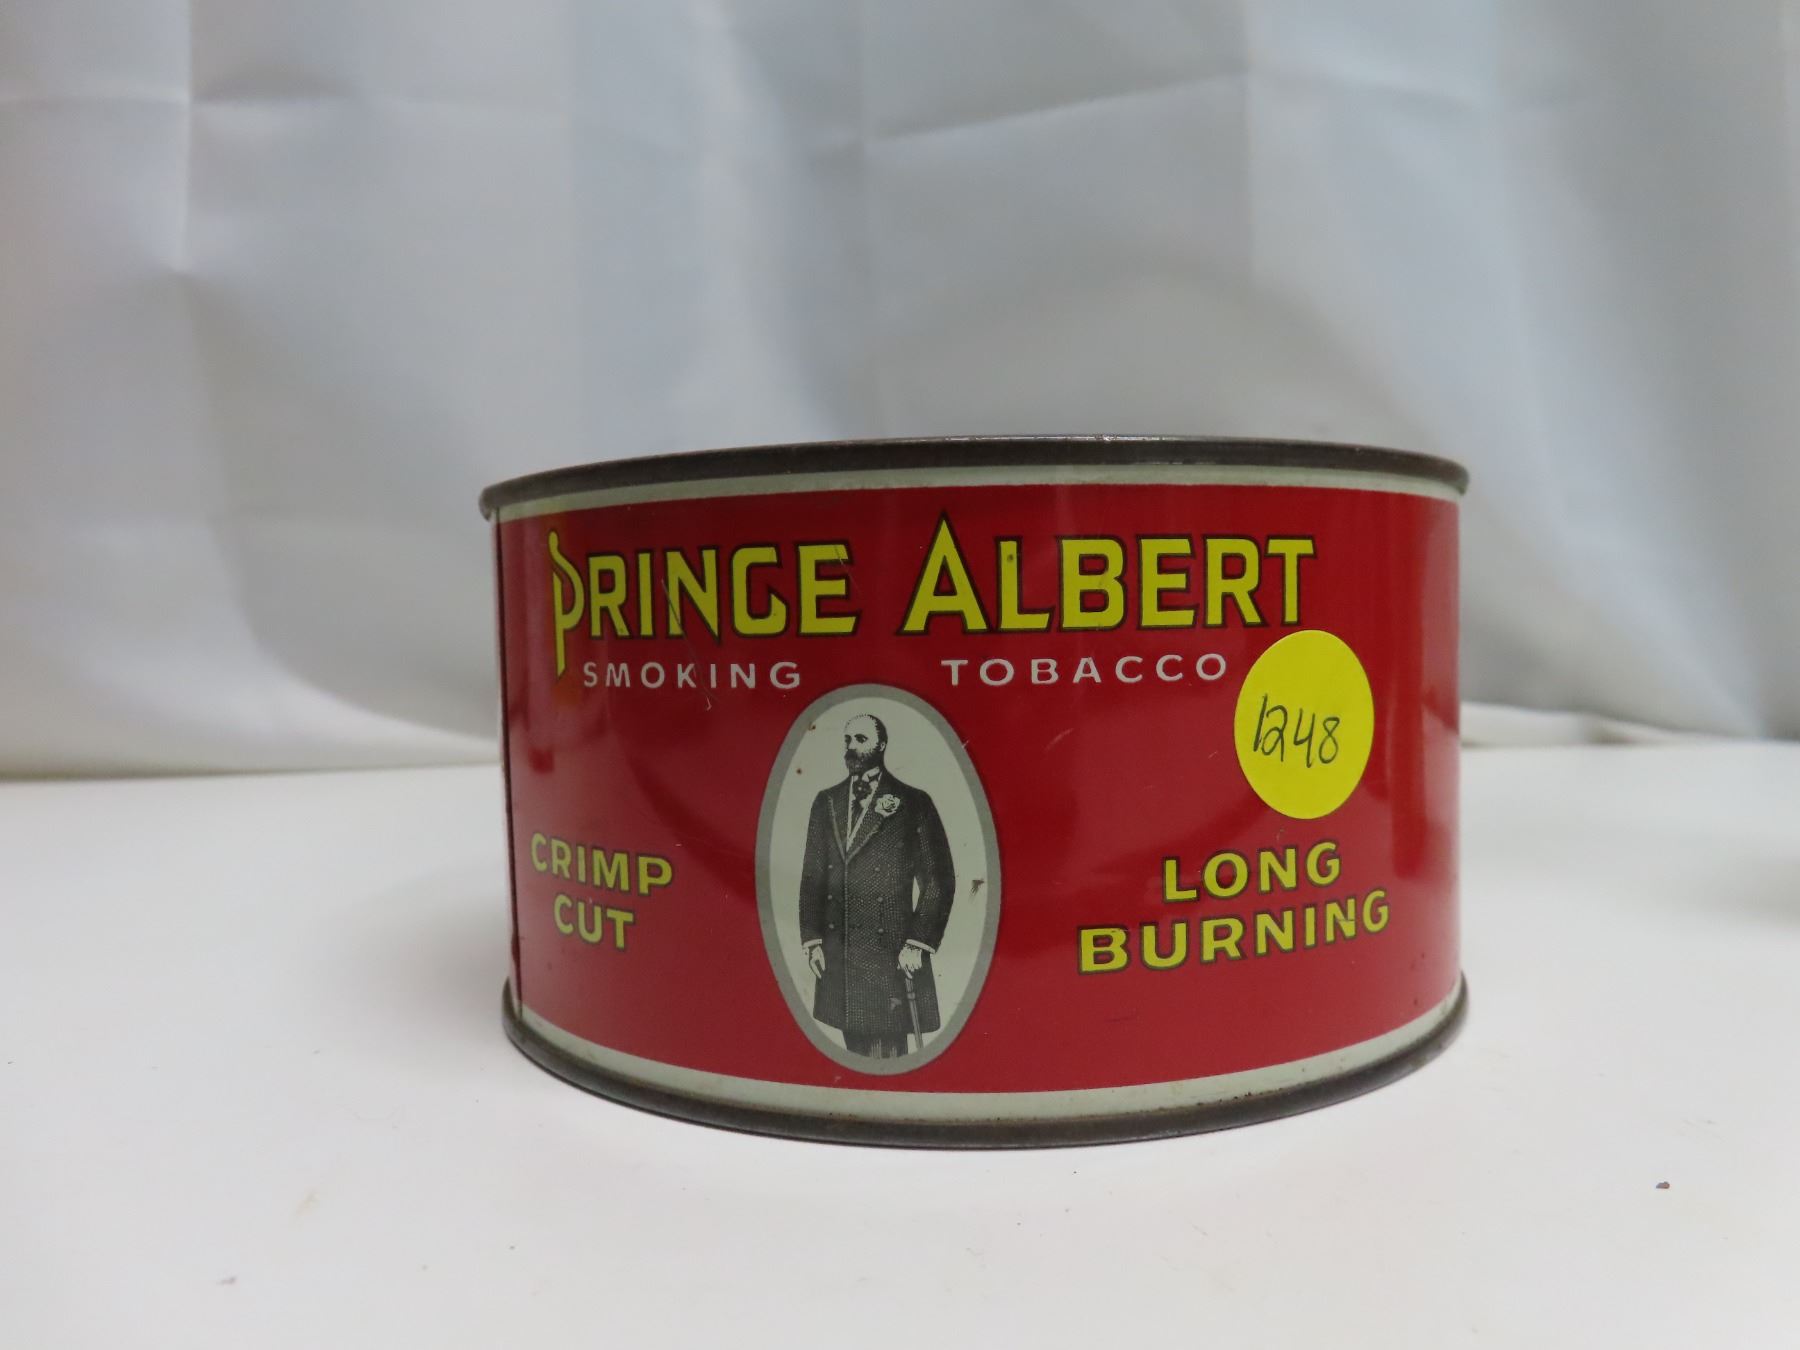 PRINCE ALBERT
SMOKING TOBACCO
1248
CRIMP
CUT
LONG
BURNING